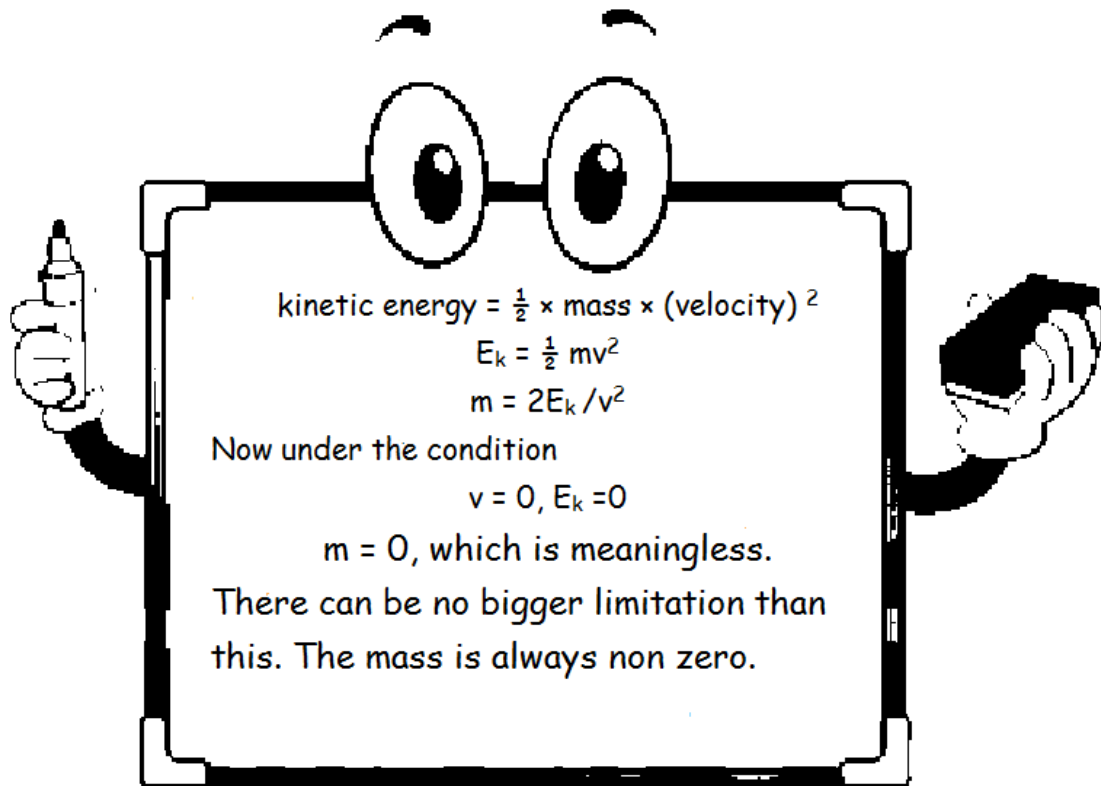 kinetic energy = ½ × mass × (velocity) ²
Eₖ = ½ mv²
m = 2Eₖ /v²
Now under the condition
v = 0, Eₖ =0
m = 0, which is meaningless.
There can be no bigger limitation than
this. The mass is always non zero.